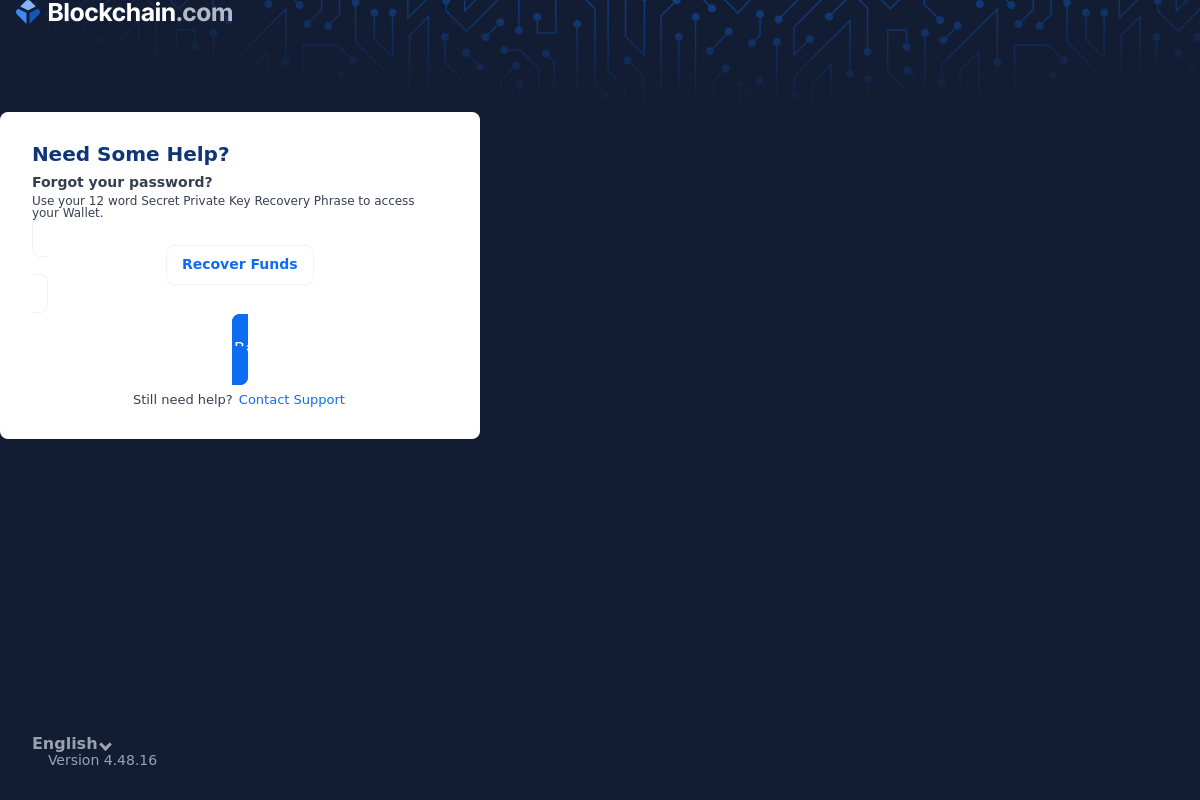 Blockchain.com
Need Some Help?
Forgot your password?
Use your 12 word Secret Private Key Recovery Phrase to access
your Wallet.
Recover Funds
Still need help? Contact Support
English
Version 4.48.16